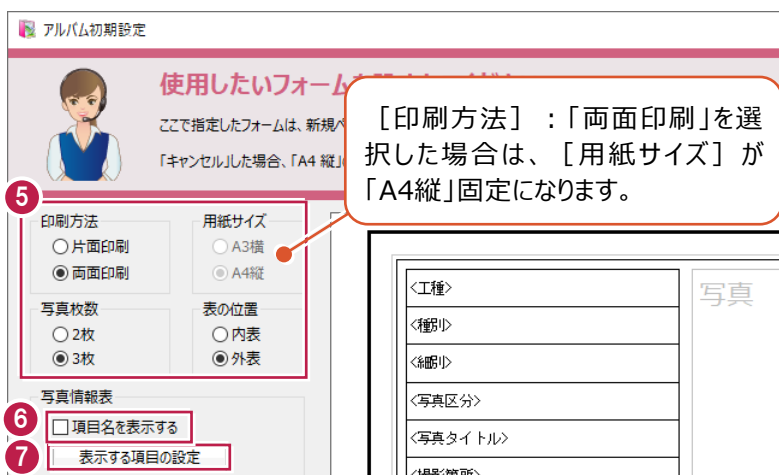 アルバム初期設定
使用したいフォーム
ここで指定したフォームは、新規
「キャンセル」した場合、「A4 縦」
［印刷方法］：「両面印刷」を選
択した場合は、［用紙サイズ］が
「A4縦」固定になります。
5
印刷方法
片面印刷
両面印刷
用紙サイズ
A3横
A4縦
写真枚数
2枚
3枚
表の位置
内表
外表
写真情報表
6
項目名を表示する
7
表示する項目の設定
<工種>
<種別>
<細別>
<写真区分>
<写真タイトル>
写真